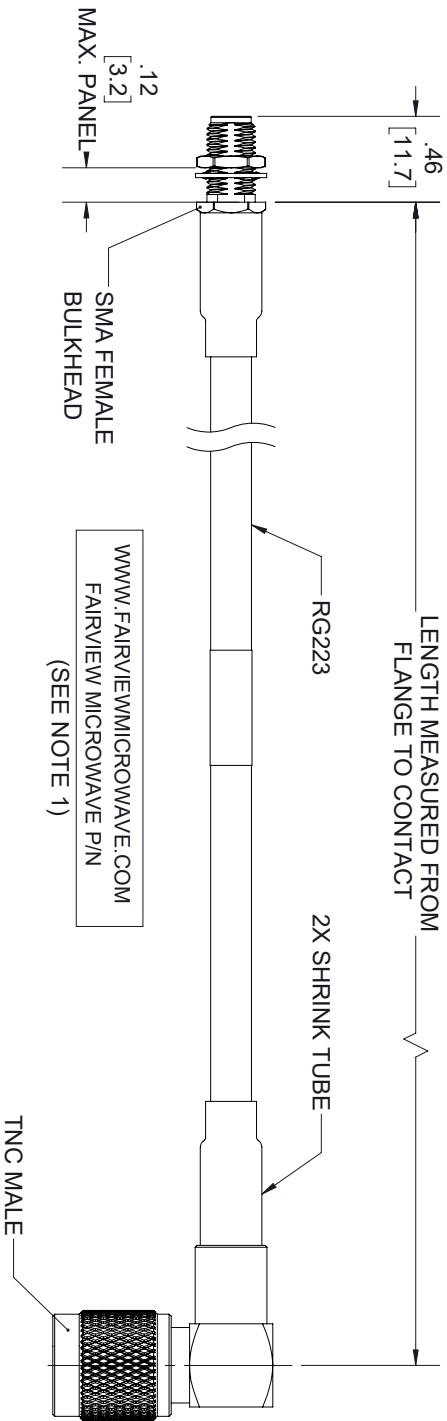 .46
[11.7]
LENGTH MEASURED FROM
FLANGE TO CONTACT
.12
[3.2]
MAX. PANEL
SMA FEMALE
BULKHEAD
RG223
2X SHRINK TUBE
WWW.FAIRVIEWMICROWAVE.COM
FAIRVIEW MICROWAVE P/N
(SEE NOTE 1)
TNC MALE